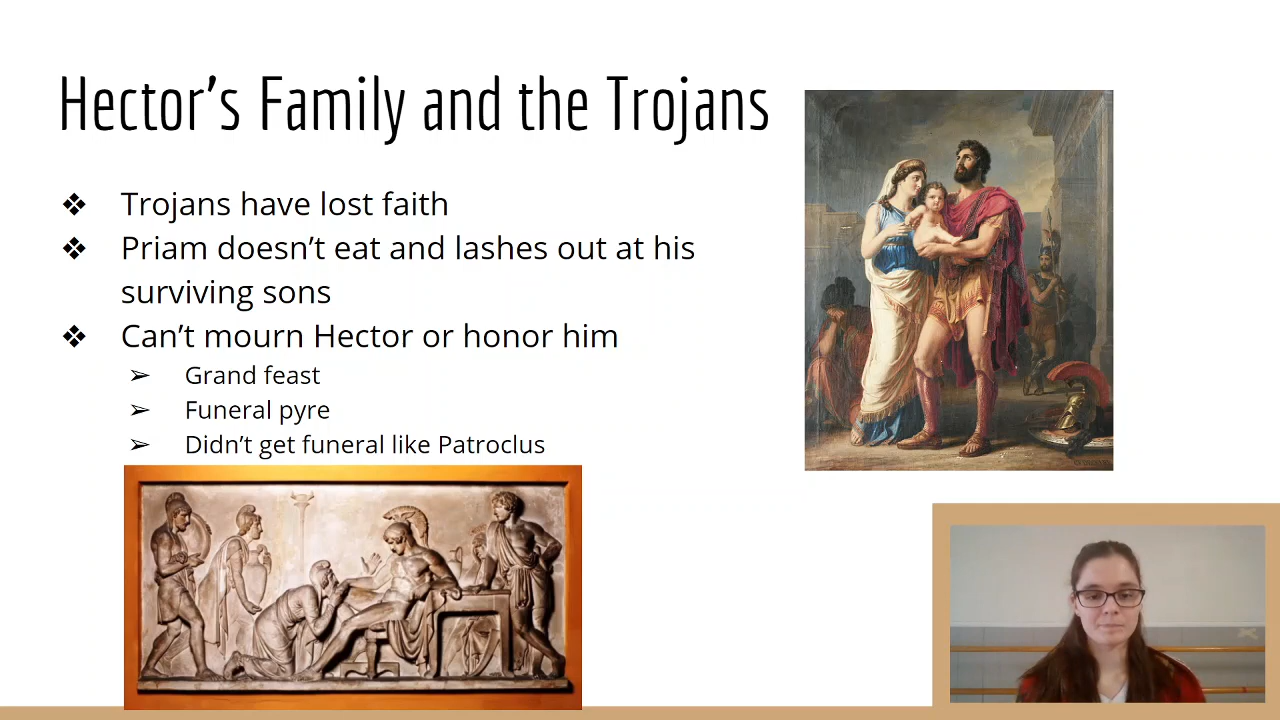 Hector’s Family and the Trojans
❖ Trojans have lost faith
❖ Priam doesn’t eat and lashes out at his
surviving sons
❖ Can’t mourn Hector or honor him
➢ Grand feast
➢ Funeral pyre
➢ Didn’t get funeral like Patroclus